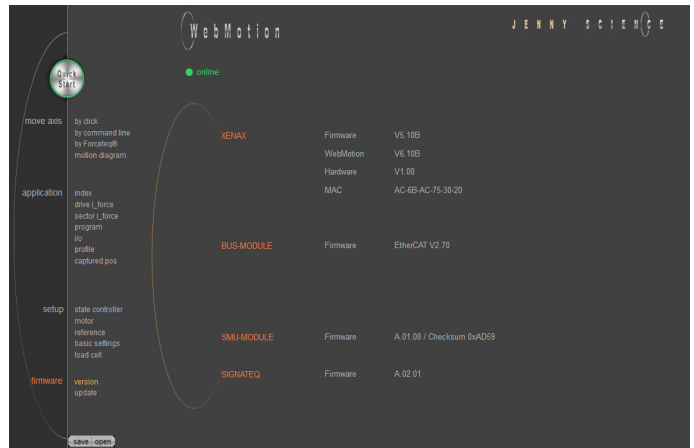 WebMotion
JENNY SCIENCE
Quick
Start
online
move axis
by click
by command line
by Forceteq®
motion diagram
application
index
drive i_force
sector i_force
program
i/o
profile
captured pos
setup
state controller
motor
reference
basic settings
load cell
firmware
version
update
save open
XENAX Firmware V5.10B
WebMotion V6.10B
Hardware V1.00
MAC AC-6B-AC-75-30-20
BUS-MODULE Firmware EtherCAT V2.70
SMU-MODULE Firmware A.01.08 / Checksum 0xAD59
SIGNATEQ Firmware A.02.01